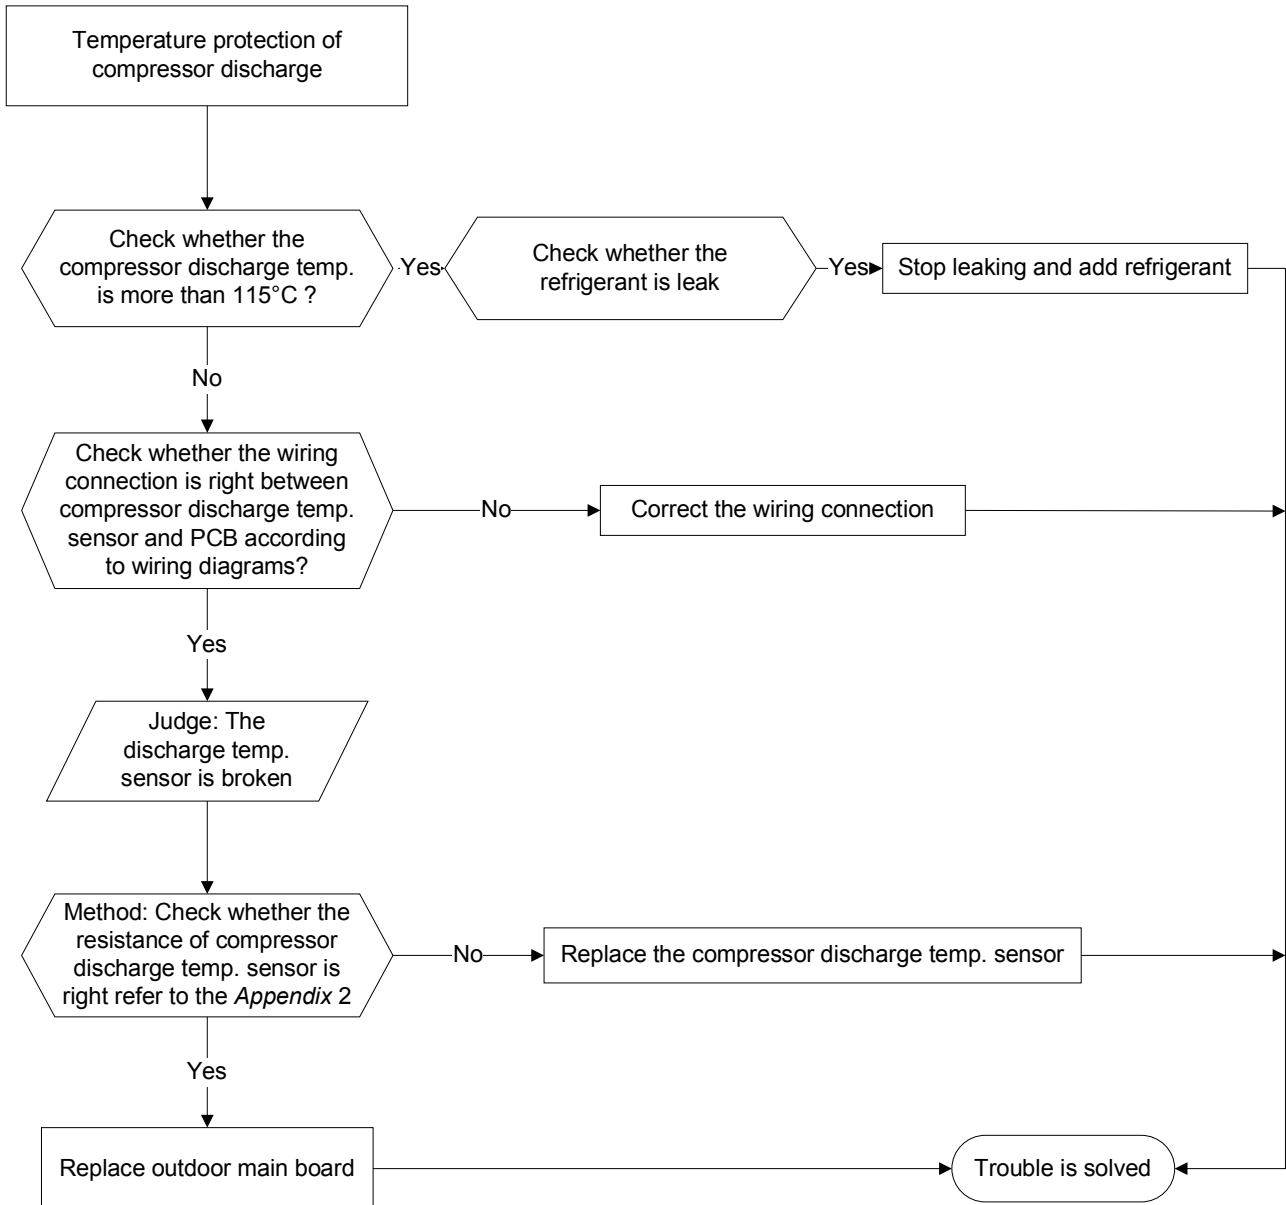 Temperature protection of
compressor discharge
Check whether the
compressor discharge temp.
is more than 115°C ?
Yes
Check whether the
refrigerant is leak
Yes
Stop leaking and add refrigerant
No
Check whether the wiring
connection is right between
compressor discharge temp.
sensor and PCB according
to wiring diagrams?
No
Correct the wiring connection
Yes
Judge: The
discharge temp.
sensor is broken
Method: Check whether the
resistance of compressor
discharge temp. sensor is
right refer to the Appendix 2
No
Replace the compressor discharge temp. sensor
Yes
Replace outdoor main board
Trouble is solved